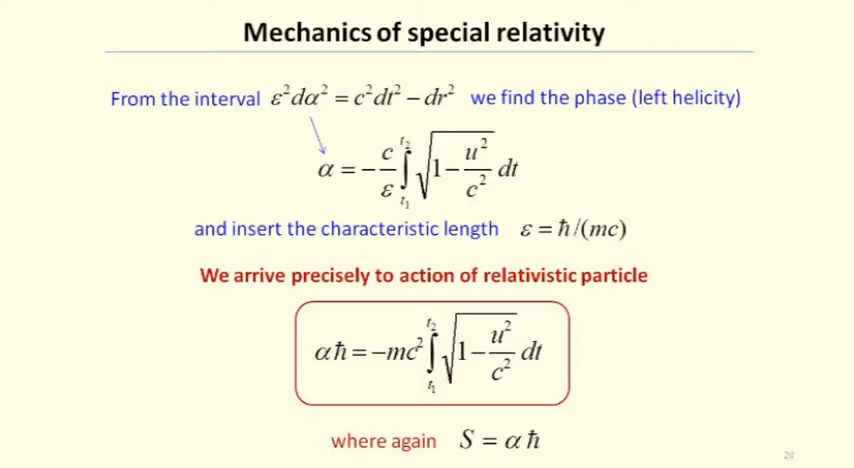 Mechanics of special relativity
From the interval ε²dα² = c²dt² − dr² we find the phase (left helicity)
α = −(c/ε) ∫_{t₁}^{t₂} √(1 − u²/c²) dt
and insert the characteristic length ε = ħ/(mc)
We arrive precisely to action of relativistic particle
αħ = −mc² ∫_{t₁}^{t₂} √(1 − u²/c²) dt
where again S = αħ
20